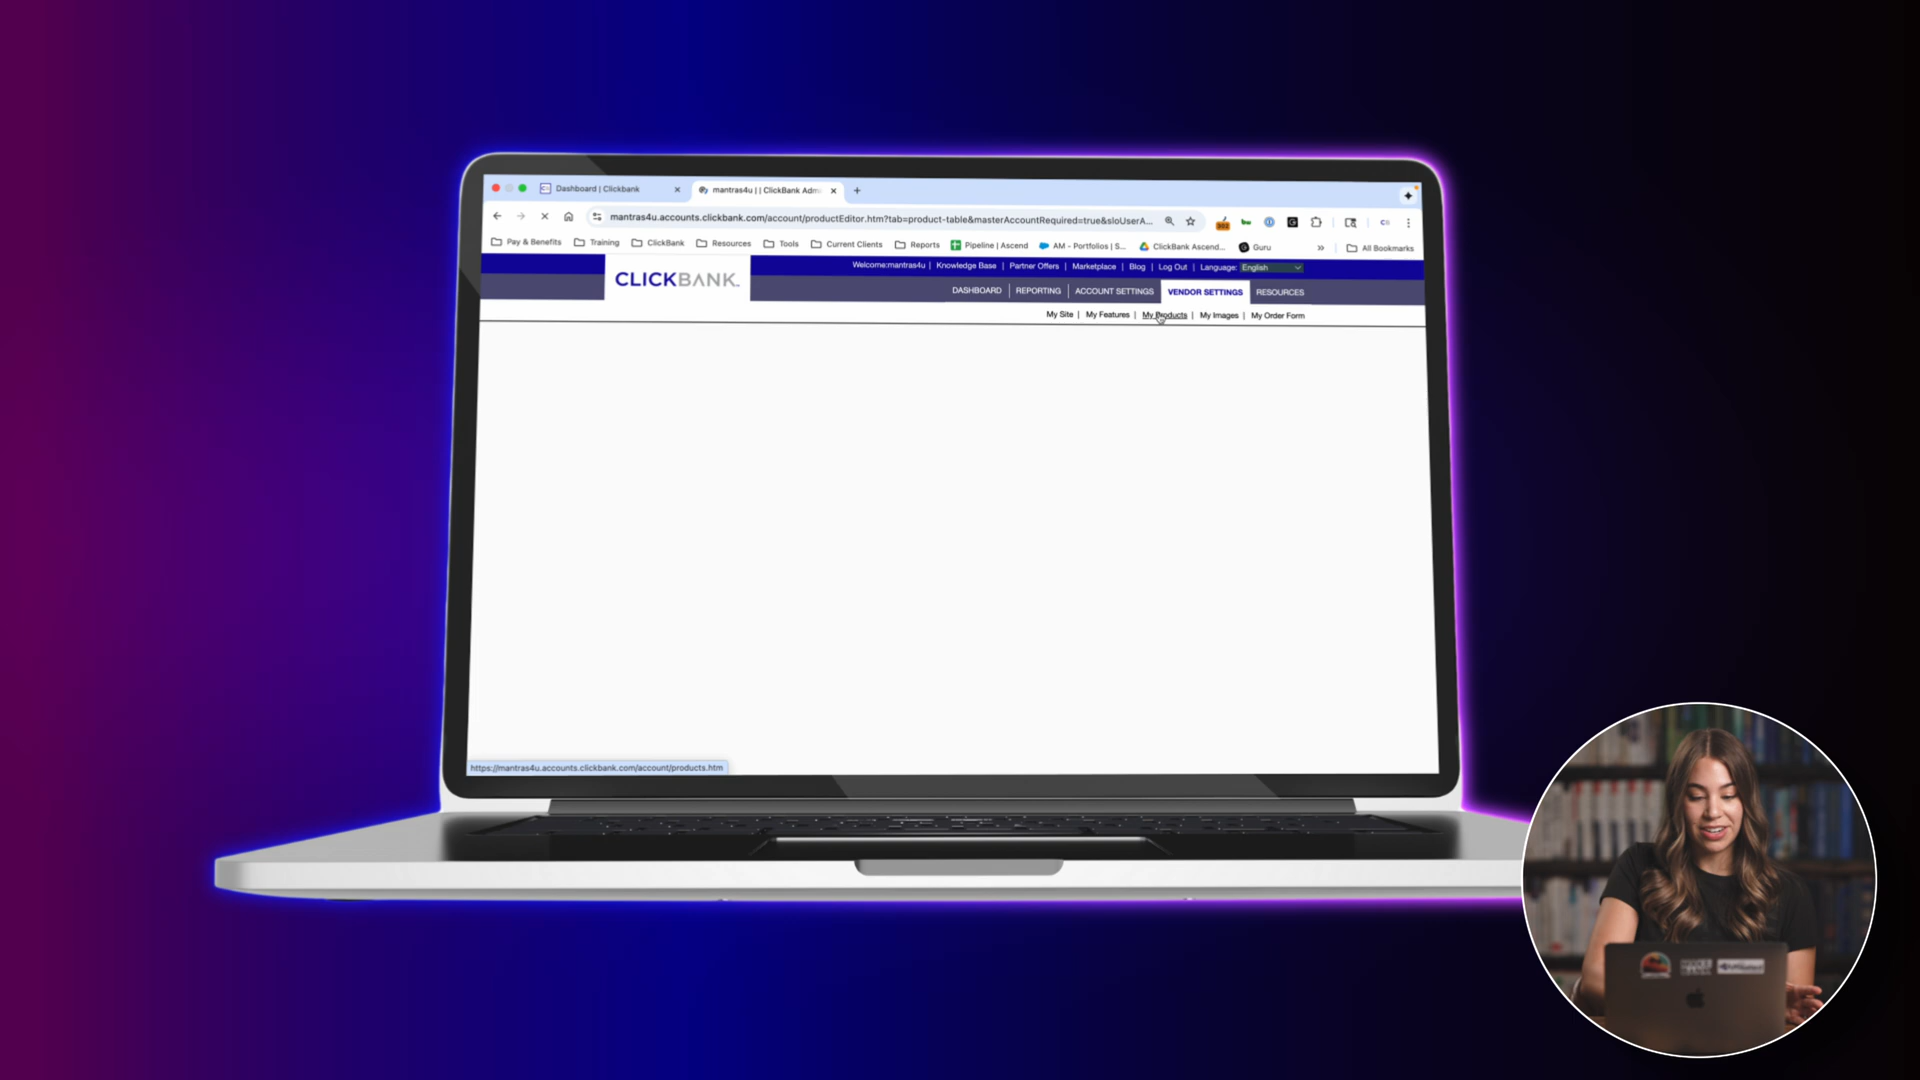 Dashboard | Clickbank
mantras4u | | ClickBank Adm
mantras4u.accounts.clickbank.com/account/productEditor.htm?tab=product-table&masterAccountRequired=true&sloUserA...
Pay & Benefits Training ClickBank Resources Tools Current Clients Reports Pipeline | Ascend AM - Portfolios | S... ClickBank Ascend... Guru » All Bookmarks
Welcome:mantras4u | Knowledge Base | Partner Offers | Marketplace | Blog | Log Out | Language: English
CLICKBANK.
DASHBOARD | REPORTING | ACCOUNT SETTINGS VENDOR SETTINGS RESOURCES
My Site | My Features | My Products | My Images | My Order Form
https://mantras4u.accounts.clickbank.com/account/products.htm